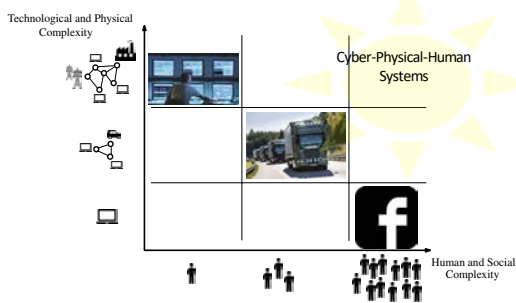 Technological and Physical
Complexity
Cyber-Physical-Human
Systems
f
Human and Social
Complexity